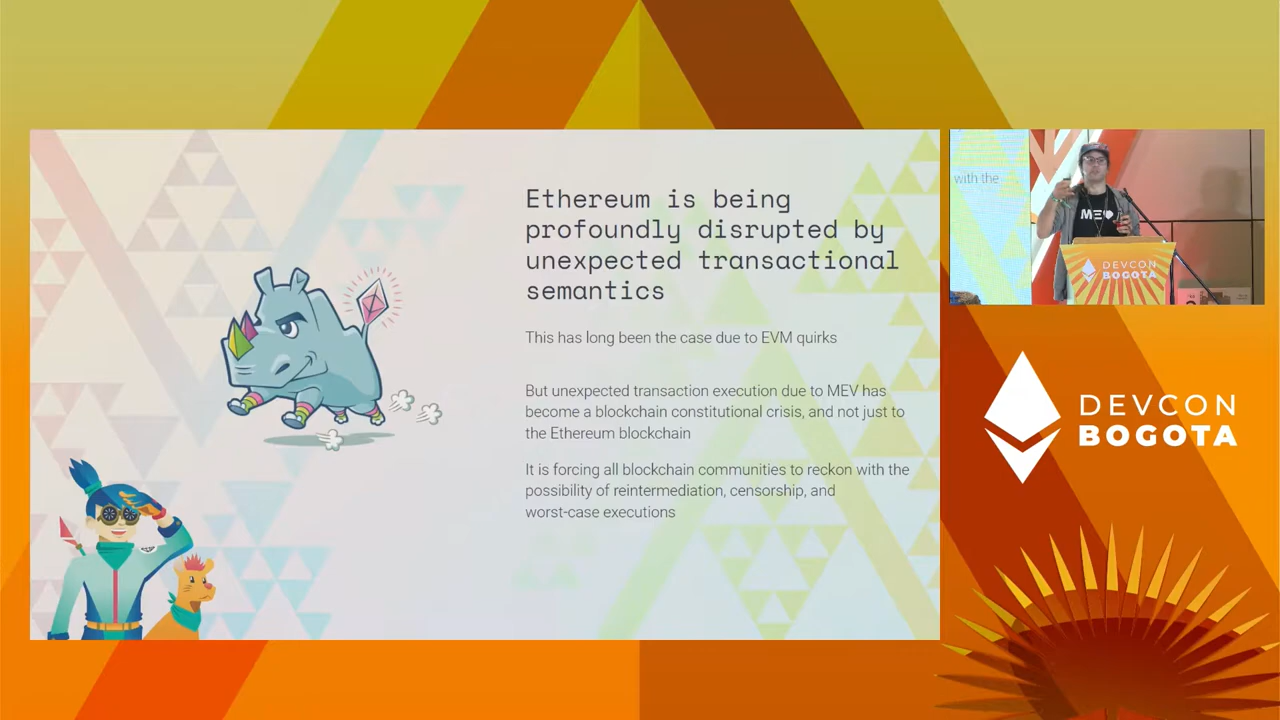 Ethereum is being
profoundly disrupted by
unexpected transactional
semantics
This has long been the case due to EVM quirks
But unexpected transaction execution due to MEV has
become a blockchain constitutional crisis, and not just to
the Ethereum blockchain
It is forcing all blockchain communities to reckon with the
possibility of reintermediation, censorship, and
worst-case executions
with the
DEVCON
BOGOTA
DEVCON
BOGOTA